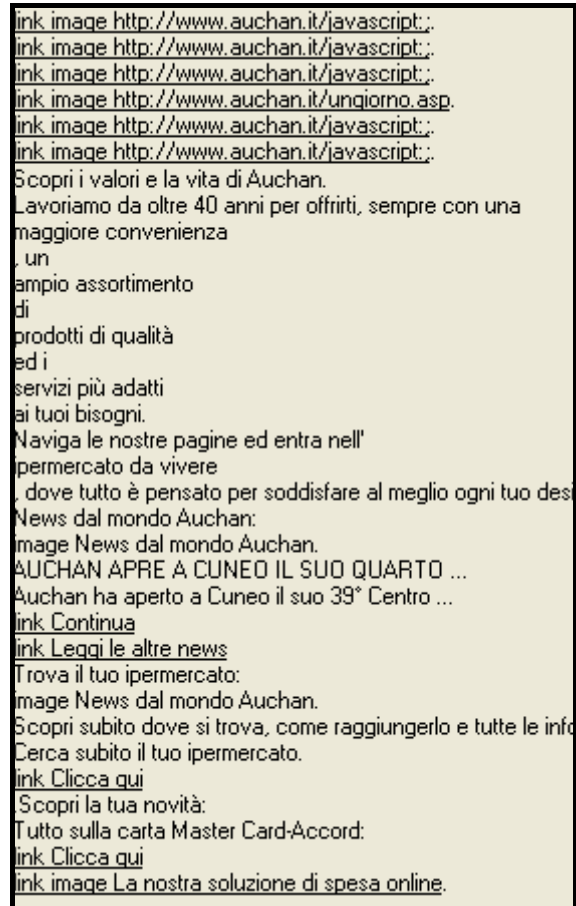 link image http://www.auchan.it/javascript:;.
link image http://www.auchan.it/javascript:;.
link image http://www.auchan.it/javascript:;.
link image http://www.auchan.it/ungiorno.asp.
link image http://www.auchan.it/javascript:;.
link image http://www.auchan.it/javascript:;.
Scopri i valori e la vita di Auchan.
Lavoriamo da oltre 40 anni per offrirti, sempre con una
maggiore convenienza
, un
ampio assortimento
di
prodotti di qualità
ed i
servizi più adatti
ai tuoi bisogni.
Naviga le nostre pagine ed entra nell'
ipermercato da vivere
, dove tutto è pensato per soddisfare al meglio ogni tuo desi
News dal mondo Auchan:
image News dal mondo Auchan.
AUCHAN APRE A CUNEO IL SUO QUARTO ...
Auchan ha aperto a Cuneo il suo 39° Centro ...
link Continua
link Leggi le altre news
Trova il tuo ipermercato:
image News dal mondo Auchan.
Scopri subito dove si trova, come raggiungerlo e tutte le info
Cerca subito il tuo ipermercato.
link Clicca qui
.Scopri la tua novità:
Tutto sulla carta Master Card-Accord:
link Clicca qui
link image La nostra soluzione di spesa online.